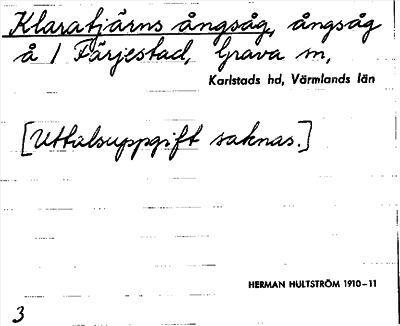 Klaratjärns ångsåg, ångsåg
å 1 Färjestad, Grava sn,
Karlstads hd, Värmlands län
[Uttalsuppgift saknas.]
HERMAN HULTSTRÖM 1910-11
3